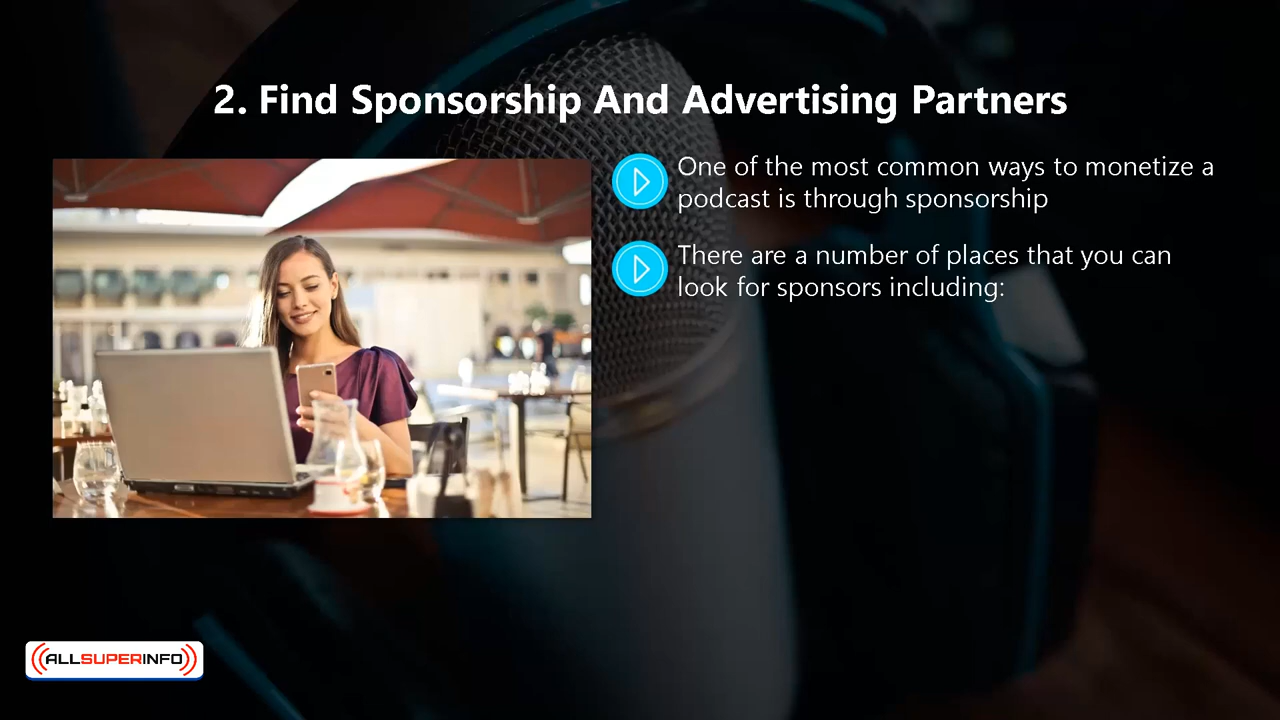 2. Find Sponsorship And Advertising Partners
One of the most common ways to monetize a
podcast is through sponsorship
There are a number of places that you can
look for sponsors including:
ALLSUPERINFO